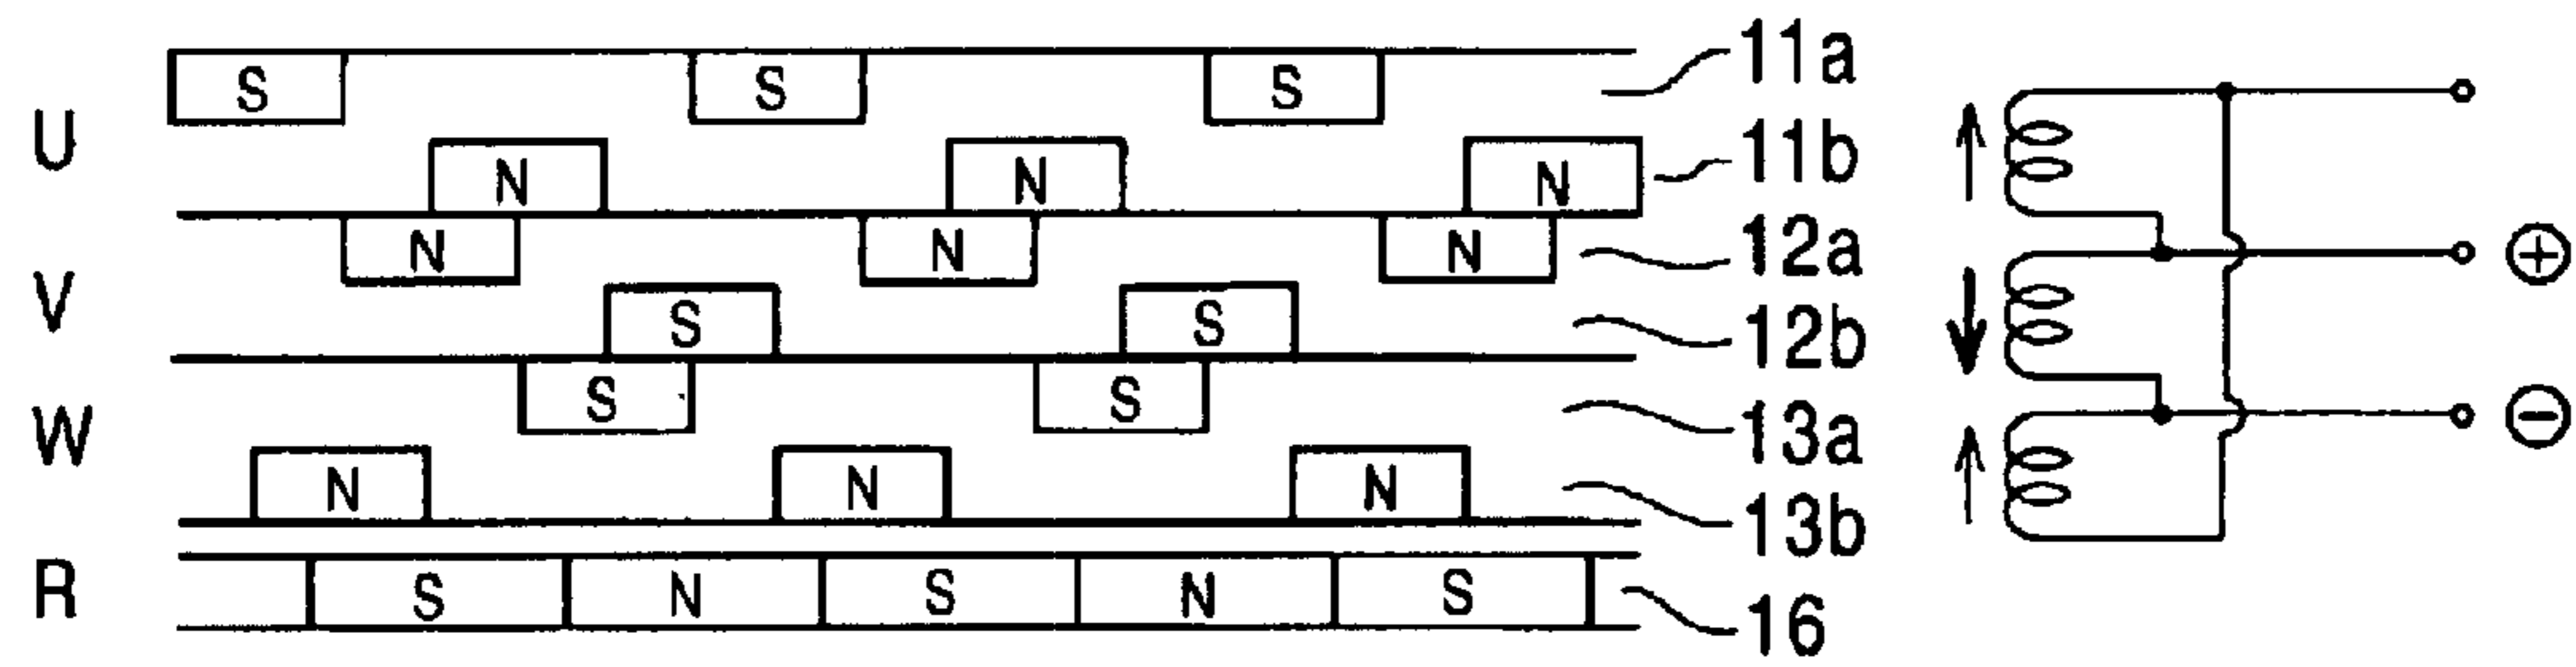 S S S 11a
U N N N 11b
N N N 12a
V S S 12b
W S S 13a
N N N 13b
R S N S N S 16
⊕
⊖